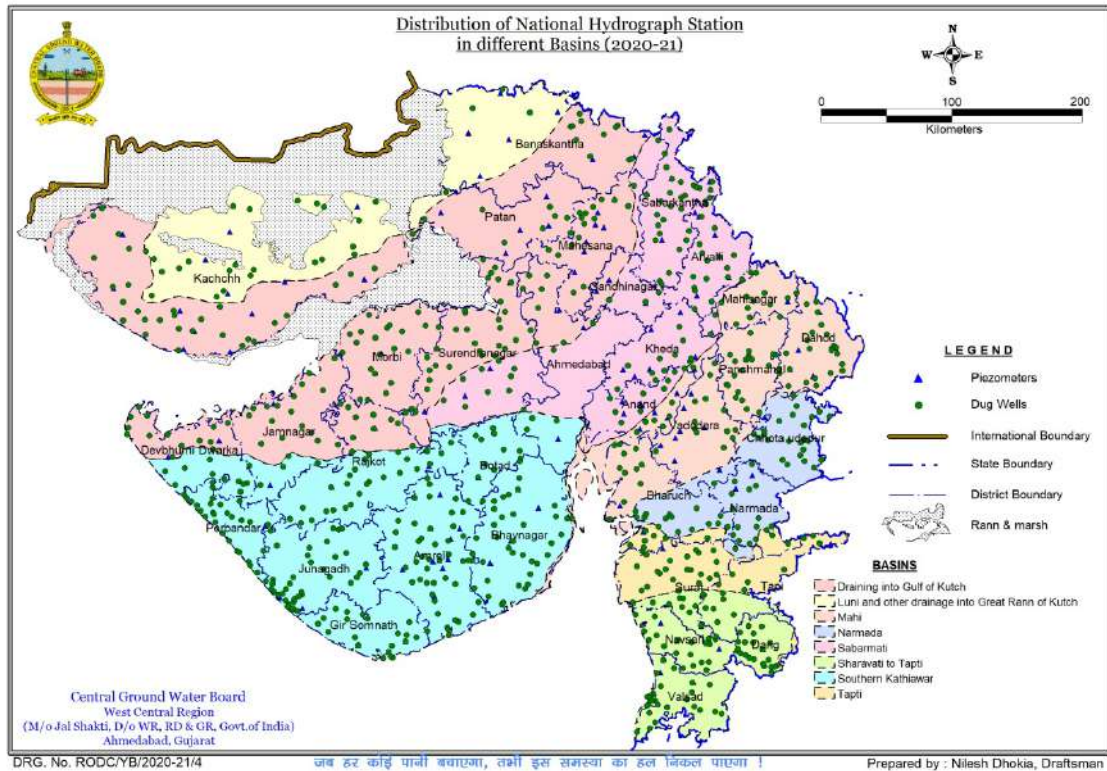 Distribution of National Hydrograph Station
in different Basins (2020-21)
N
W E
S
0 100 200
Kilometers
Banaskantha
Patan
Sabarkantha
Mahesana
Arvalli
Kachchh
Gandhinagar
Mahisagar
Morbi
Surendranagar
Kheda
Dahod
Ahmedabad
Panchmahal
Anand
Jamnagar
Vadodara
Chhota udepur
Devbhumi Dwarka
Rajkot
Botad
Bharuch
Narmada
Porbandar
Bhavnagar
Amreli
Junagadh
Surat
Tapi
Gir Somnath
Navsari
Dang
Valsad
LEGEND
Piezometers
Dug Wells
International Boundary
State Boundary
District Boundary
Rann & marsh
BASINS
Draining into Gulf of Kutch
Luni and other drainage into Great Rann of Kutch
Mahi
Narmada
Sabarmati
Sharavati to Tapti
Southern Kathiawar
Tapti
Central Ground Water Board
West Central Region
(M/o Jal Shakti, D/o WR, RD & GR, Govt.of India)
Ahmedabad, Gujarat
DRG. No. RODC/YB/2020-21/4
जब हर कोई पानी बचाएगा, तभी इस समस्या का हल निकल पाएगा !
Prepared by : Nilesh Dhokia, Draftsman